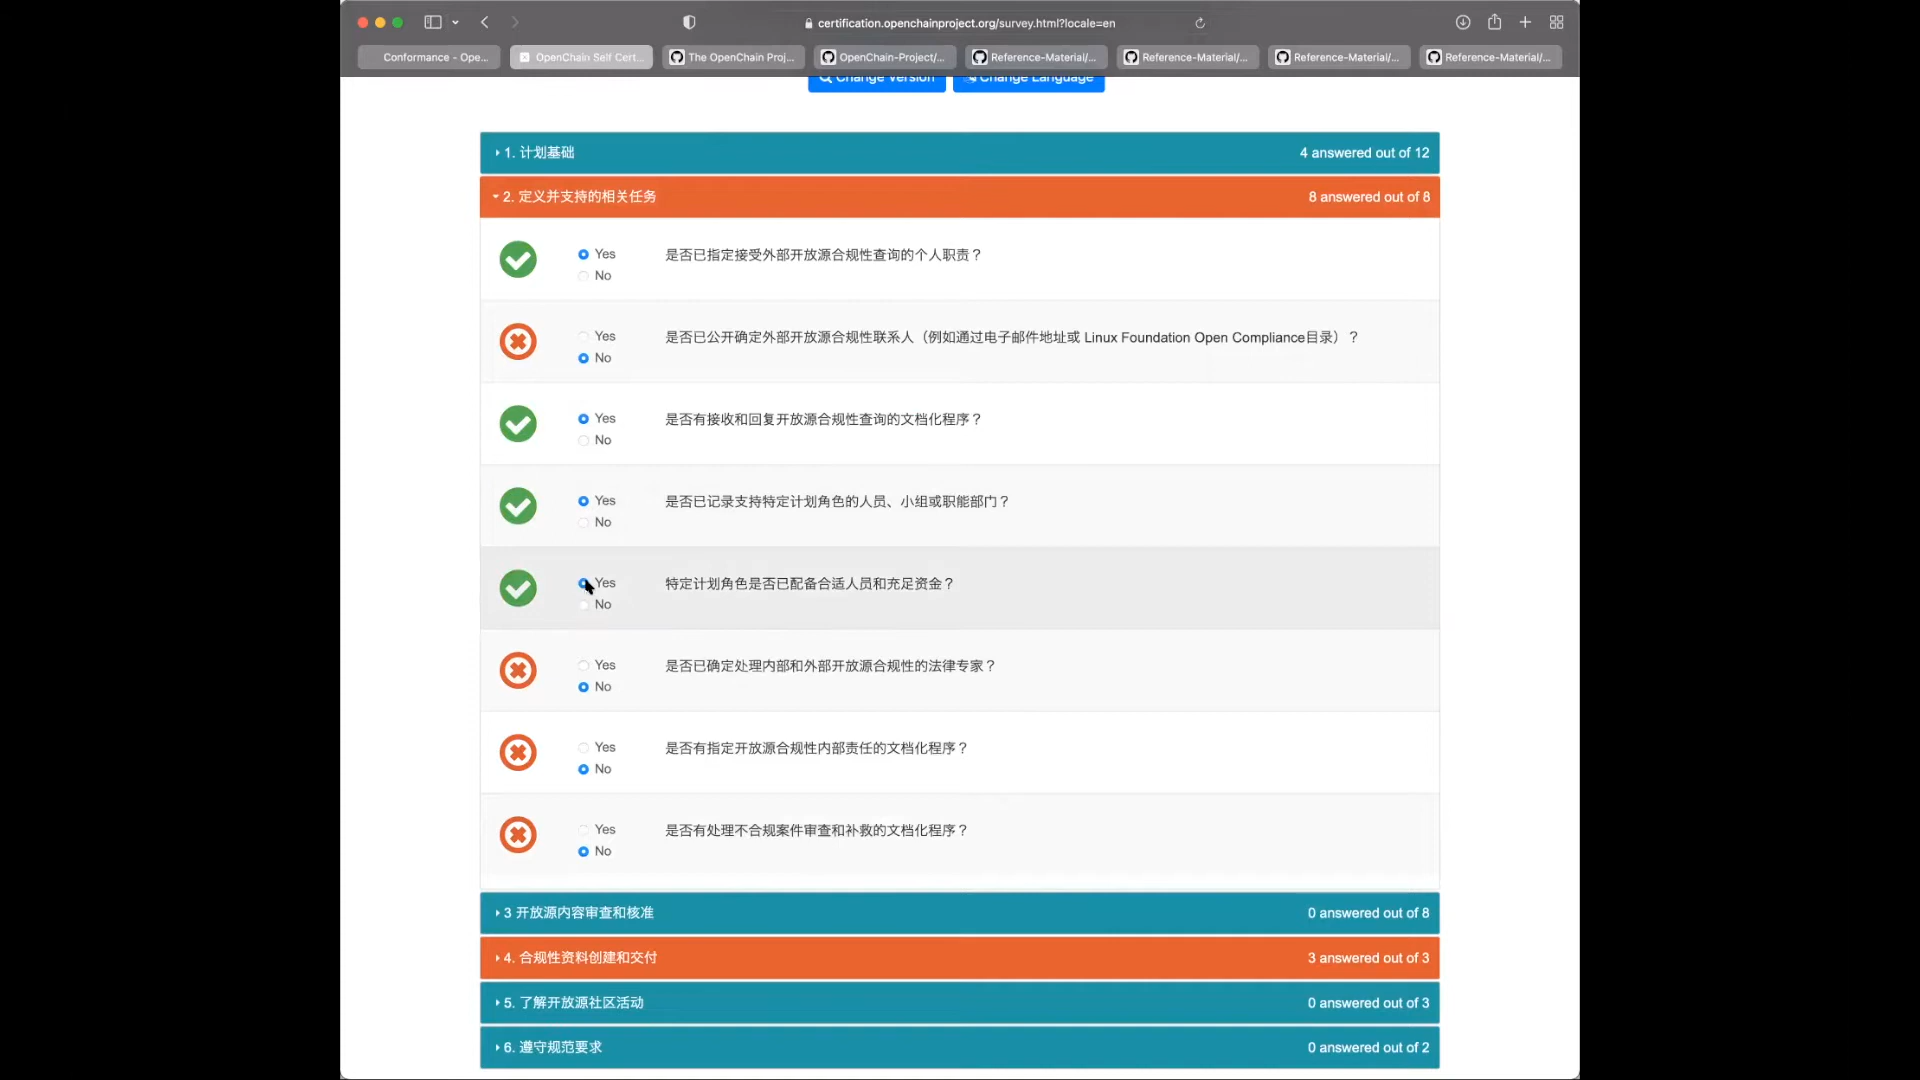 certification.openchainproject.org/survey.html?locale=en
Conformance - Ope...
OpenChain Self Cert...
The OpenChain Proj...
OpenChain-Project/...
Reference-Material/...
Reference-Material/...
Reference-Material/...
Reference-Material/...
Change Version
Change Language
1. 计划基础
4 answered out of 12
2. 定义并支持的相关任务
8 answered out of 8
Yes
No
是否已指定接受外部开放源合规性查询的个人职责？
Yes
No
是否已公开确定外部开放源合规性联系人（例如通过电子邮件地址或 Linux Foundation Open Compliance目录）？
Yes
No
是否有接收和回复开放源合规性查询的文档化程序？
Yes
No
是否已记录支持特定计划角色的人员、小组或职能部门？
Yes
No
特定计划角色是否已配备合适人员和充足资金？
Yes
No
是否已确定处理内部和外部开放源合规性的法律专家？
Yes
No
是否有指定开放源合规性内部责任的文档化程序？
Yes
No
是否有处理不合规案件审查和补救的文档化程序？
3 开放源内容审查和核准
0 answered out of 8
4. 合规性资料创建和交付
3 answered out of 3
5. 了解开放源社区活动
0 answered out of 3
6. 遵守规范要求
0 answered out of 2